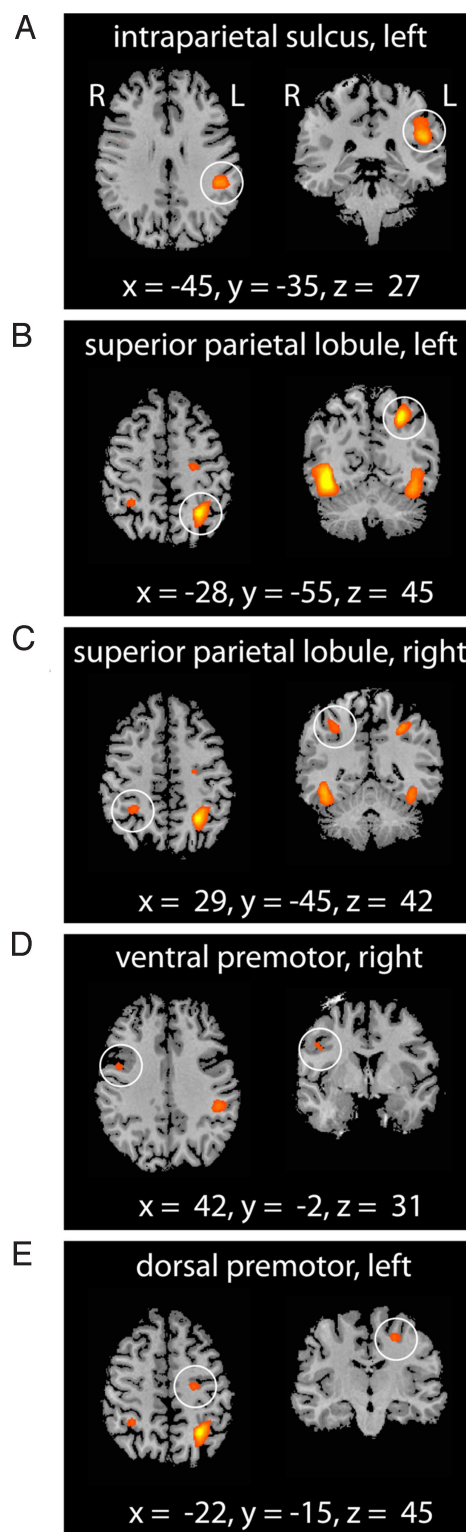 A
intraparietal sulcus, left
R L R L
x = -45, y = -35, z = 27
B
superior parietal lobule, left
x = -28, y = -55, z = 45
C
superior parietal lobule, right
x = 29, y = -45, z = 42
D
ventral premotor, right
x = 42, y = -2, z = 31
E
dorsal premotor, left
x = -22, y = -15, z = 45